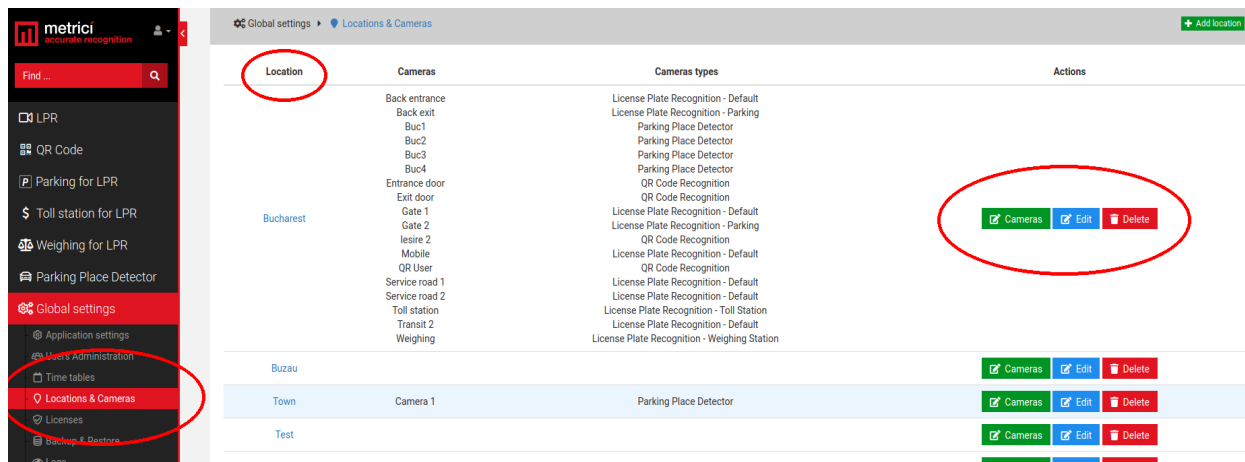 metrici
accurate recognition
Find ...
LPR
QR Code
P Parking for LPR
$ Toll station for LPR
Weighing for LPR
Parking Place Detector
Global settings
Application settings
Users Administration
Time tables
Locations & Cameras
Licenses
Backup & Restore
Logs
Global settings Locations & Cameras
Add location
Location Cameras Cameras types Actions
Back entrance License Plate Recognition - Default
Back exit License Plate Recognition - Parking
Buc1 Parking Place Detector
Buc2 Parking Place Detector
Buc3 Parking Place Detector
Buc4 Parking Place Detector
Entrance door QR Code Recognition
Exit door QR Code Recognition
Gate 1 License Plate Recognition - Default
Bucharest Cameras Edit Delete
Gate 2 License Plate Recognition - Parking
Iesire 2 QR Code Recognition
Mobile License Plate Recognition - Default
QR User QR Code Recognition
Service road 1 License Plate Recognition - Default
Service road 2 License Plate Recognition - Default
Toll station License Plate Recognition - Toll Station
Transit 2 License Plate Recognition - Default
Weighing License Plate Recognition - Weighing Station
Buzau Cameras Edit Delete
Town Camera 1 Parking Place Detector Cameras Edit Delete
Test Cameras Edit Delete